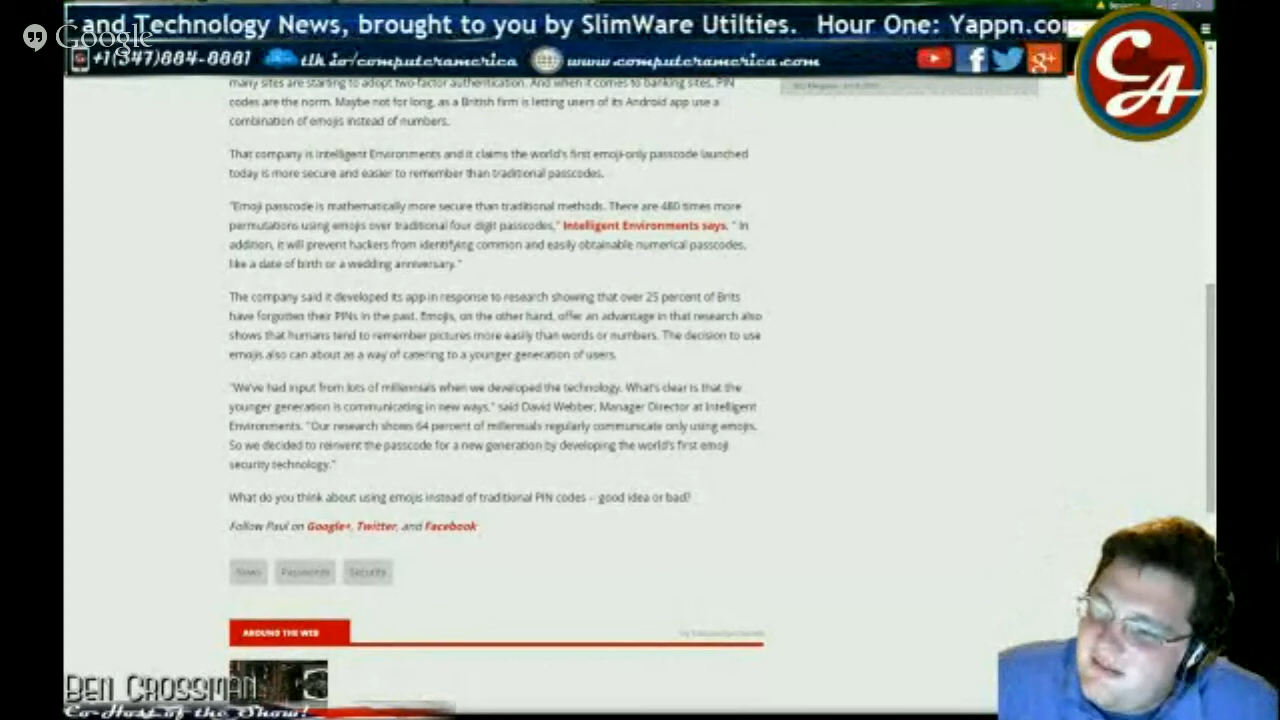 and Technology News, brought to you by SlimWare Utilties. Hour One: Yappn.com
Google
+1(347)884-8881 tlk.io/computeramerica www.computeramerica.com
CA
many sites are starting to adopt two-factor authentication. And when it comes to banking sites, PIN
codes are the norm. Maybe not for long, as a British firm is letting users of its Android app use a
combination of emojis instead of numbers.
That company is Intelligent Environments and it claims the world's first emoji-only passcode launched
today is more secure and easier to remember than traditional passcodes.
"Emoji passcode is mathematically more secure than traditional methods. There are 480 times more
permutations using emojis over traditional four digit passcodes," Intelligent Environments says. " In
addition, it will prevent hackers from identifying common and easily obtainable numerical passcodes,
like a date of birth or a wedding anniversary."
The company said it developed its app in response to research showing that over 25 percent of Brits
have forgotten their PINs in the past. Emojis, on the other hand, offer an advantage in that research also
shows that humans tend to remember pictures more easily than words or numbers. The decision to use
emojis also can about as a way of catering to a younger generation of users.
"We've had input from lots of millennials when we developed the technology. What's clear is that the
younger generation is communicating in new ways," said David Webber, Manager Director at Intelligent
Environments. "Our research shows 64 percent of millennials regularly communicate only using emojis.
So we decided to reinvent the passcode for a new generation by developing the world's first emoji
security technology."
What do you think about using emojis instead of traditional PIN codes -- good idea or bad?
Follow Paul on Google+, Twitter, and Facebook
News Passwords Security
AROUND THE WEB
Ben Crossman
Co-Host of the Show!